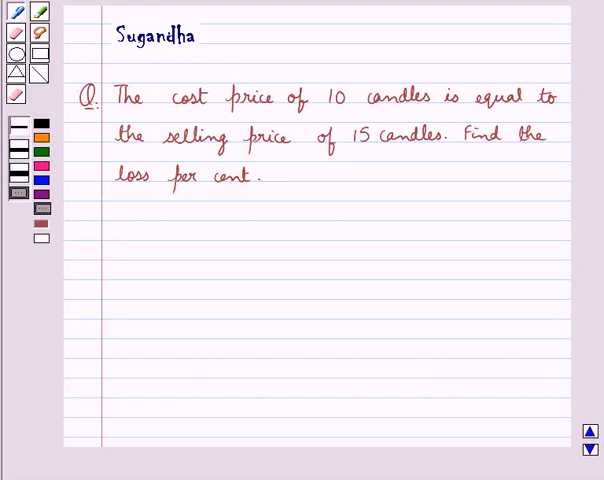 Sugandha
Q. The cost price of 10 candles is equal to
the selling price of 15 candles. Find the
loss per cent.